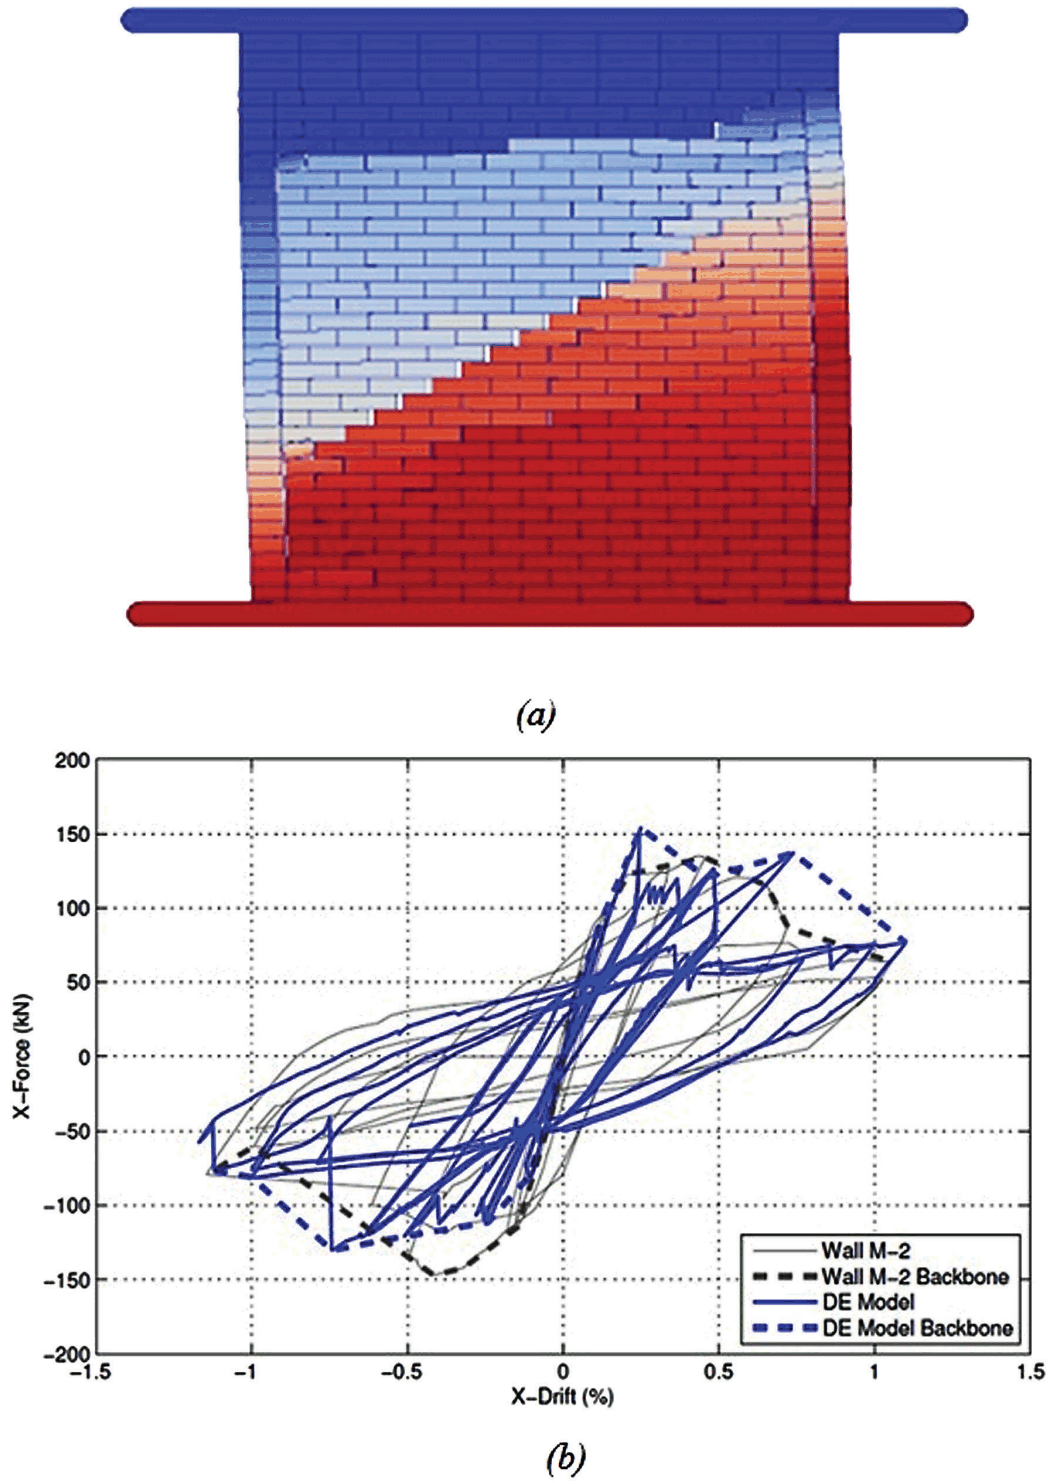 (a)
200
150
100
50
0
−50
−100
−150
−200
X−Force (kN)
Wall M−2
Wall M−2 Backbone
DE Model
DE Model Backbone
−1.5
−1
−0.5
0
0.5
1
1.5
X−Drift (%)
(b)